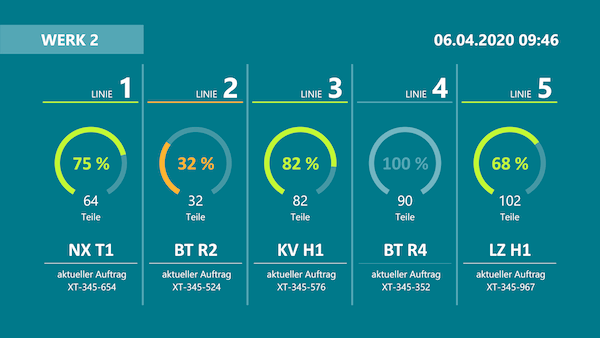 WERK 2
06.04.2020 09:46
LINIE 1
LINIE 2
LINIE 3
LINIE 4
LINIE 5
75 %
32 %
82 %
100 %
68 %
64
32
82
90
102
Teile
Teile
Teile
Teile
Teile
NX T1
BT R2
KV H1
BT R4
LZ H1
aktueller Auftrag
aktueller Auftrag
aktueller Auftrag
aktueller Auftrag
aktueller Auftrag
XT-345-654
XT-345-524
XT-345-576
XT-345-352
XT-345-967